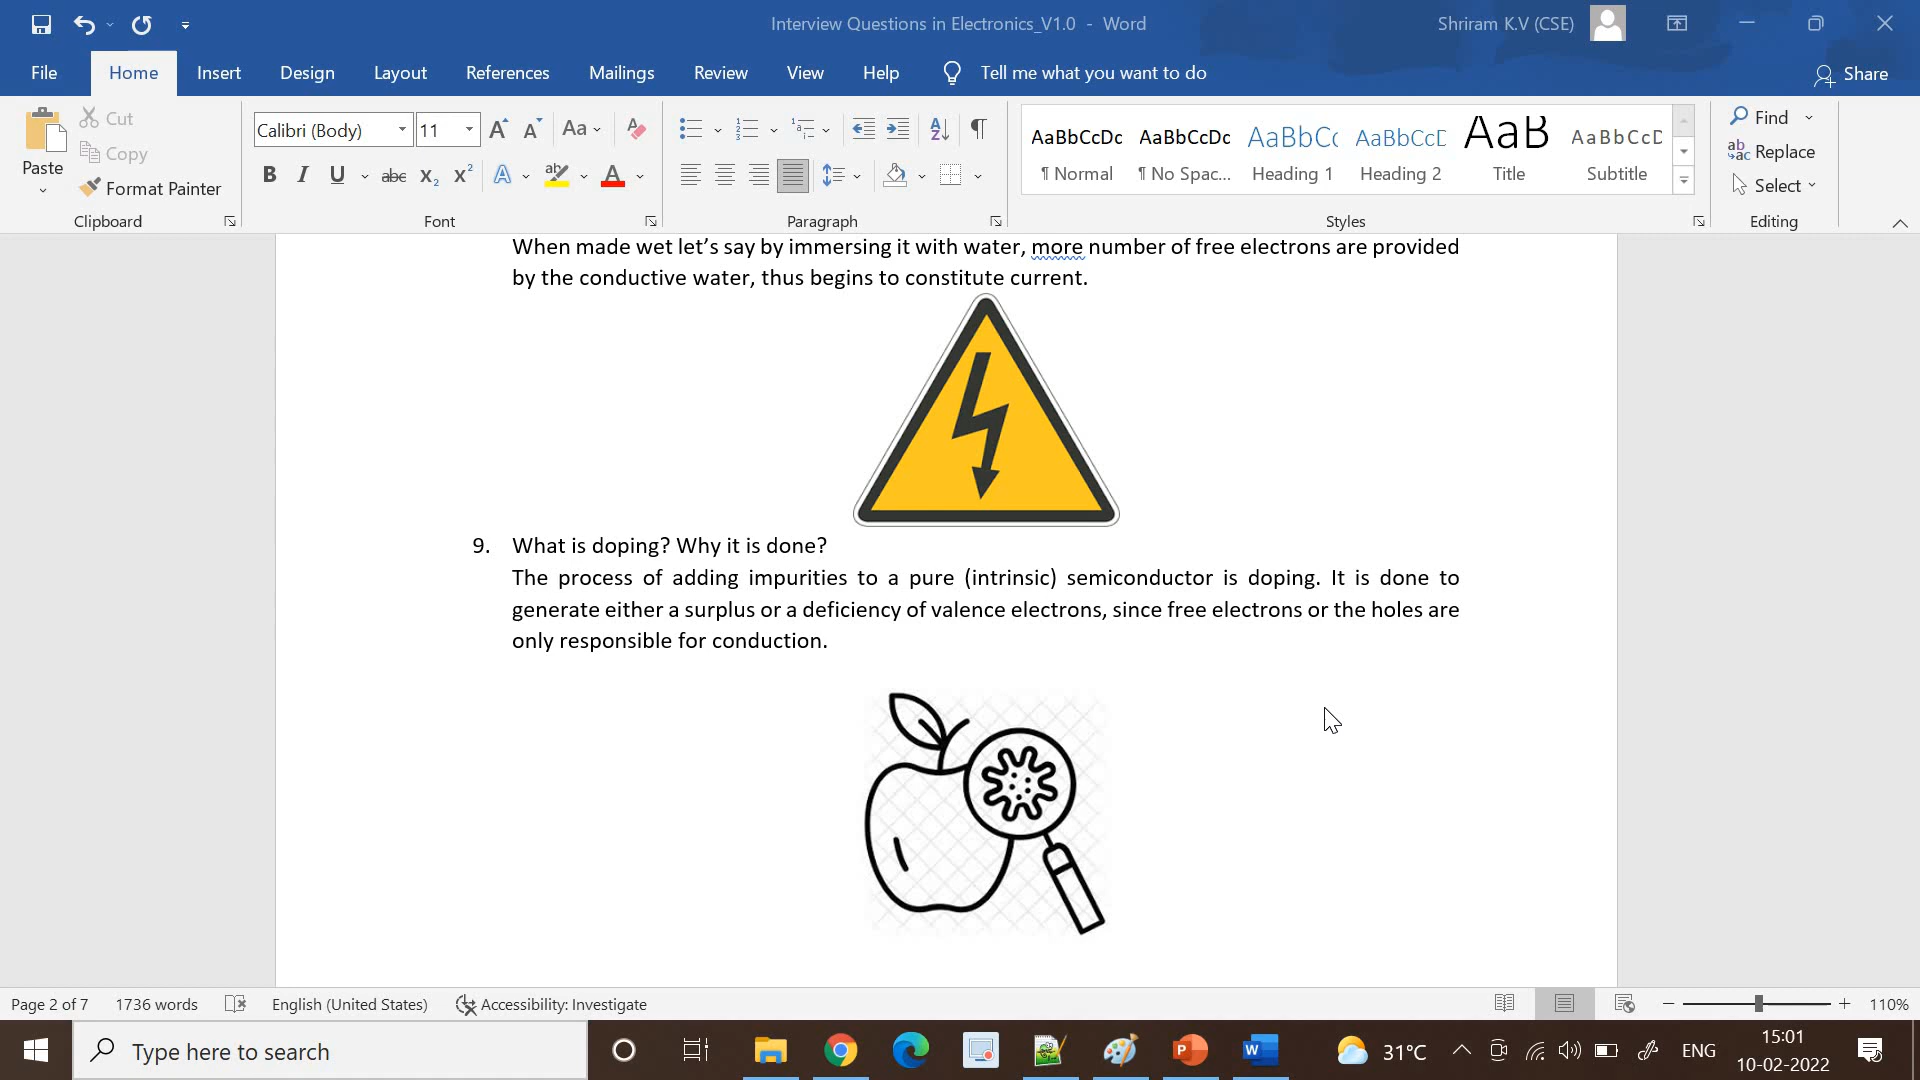 Interview Questions in Electronics_V1.0 - Word
Shriram K.V (CSE)
File Home Insert Design Layout References Mailings Review View Help Tell me what you want to do
Share
Paste
Cut
Copy
Format Painter
Clipboard
Calibri (Body) 11
Font
Paragraph
AaBbCcDc AaBbCcDc AaBbCc AaBbCcD AaB AaBbCcD
¶ Normal ¶ No Spac... Heading 1 Heading 2 Title Subtitle
Styles
Find
Replace
Select
Editing
When made wet let’s say by immersing it with water, more number of free electrons are provided
by the conductive water, thus begins to constitute current.
9. What is doping? Why it is done?
The process of adding impurities to a pure (intrinsic) semiconductor is doping. It is done to
generate either a surplus or a deficiency of valence electrons, since free electrons or the holes are
only responsible for conduction.
Page 2 of 7 1736 words English (United States) Accessibility: Investigate
110%
Type here to search
31°C ENG
15:01
10-02-2022